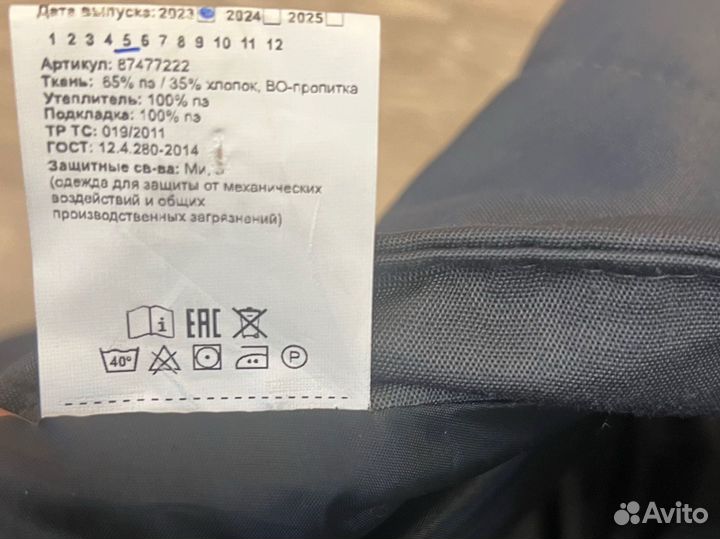 Дата выпуска: 2023 2024 2025
1 2 3 4 5 6 7 8 9 10 11 12
Артикул: 87477222
Ткань: 65% пэ / 35% хлопок, ВО-пропитка
Утеплитель: 100% пэ
Подкладка: 100% пэ
ТР ТС: 019/2011
ГОСТ: 12.4.280-2014
Защитные св-ва: Ми,
(одежда для защиты от механических
воздействий и общих
производственных загрязнений)
i EAC
40° P
Avito